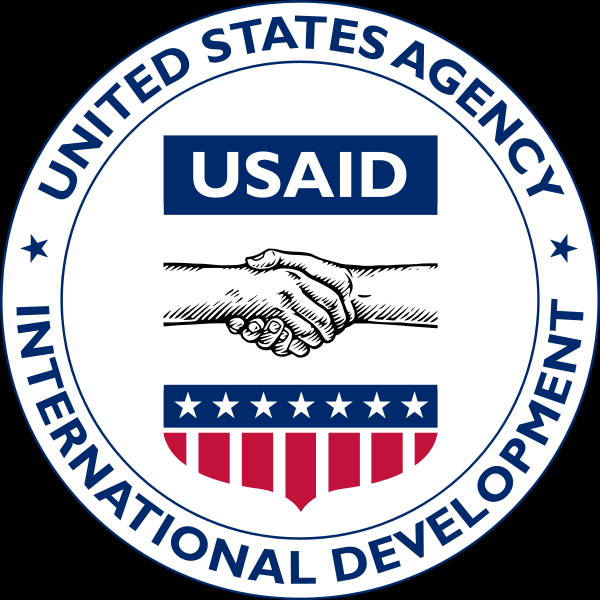 UNITED STATES AGENCY
USAID
INTERNATIONAL DEVELOPMENT